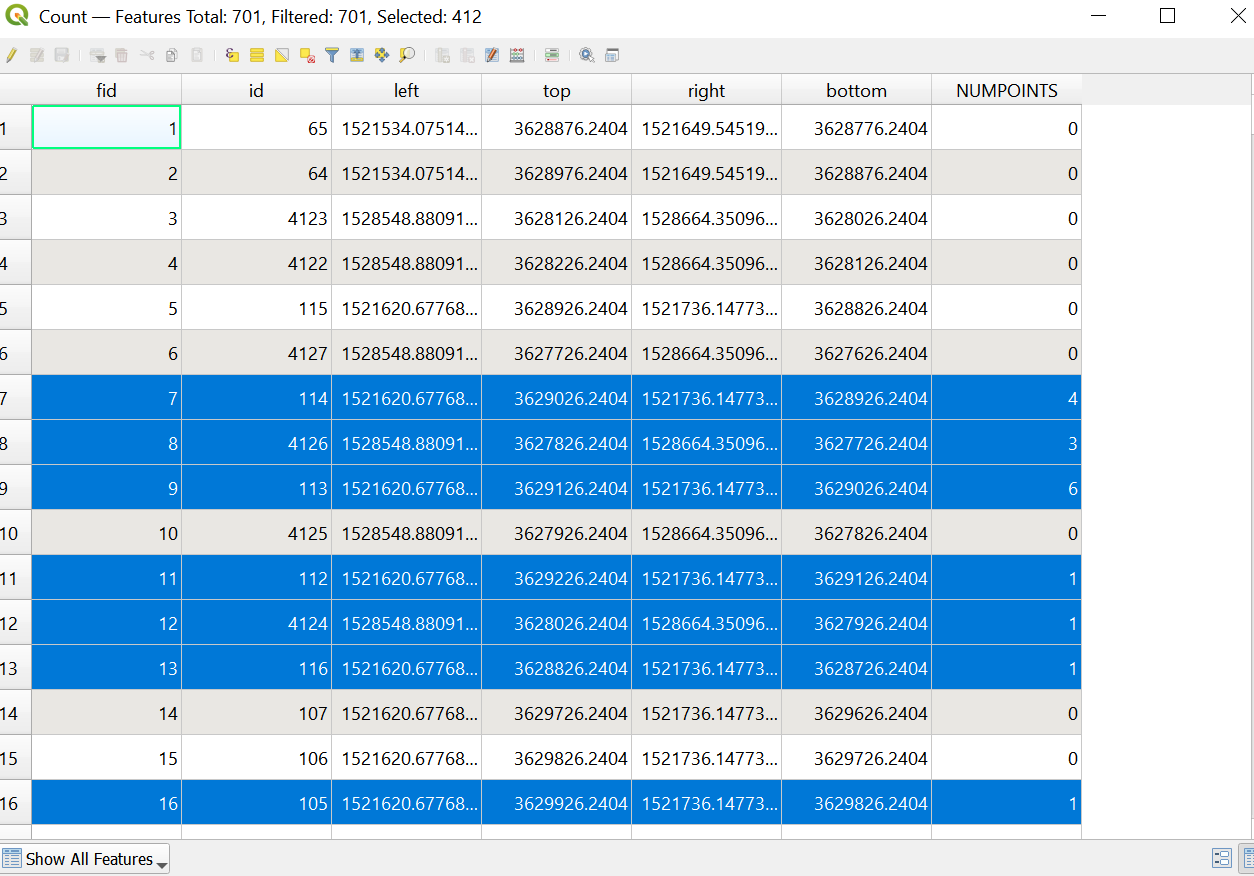 Count — Features Total: 701, Filtered: 701, Selected: 412
fid id left top right bottom NUMPOINTS
1 1 65 1521534.07514... 3628876.2404 1521649.54519... 3628776.2404 0
2 2 64 1521534.07514... 3628976.2404 1521649.54519... 3628876.2404 0
3 3 4123 1528548.88091... 3628126.2404 1528664.35096... 3628026.2404 0
4 4 4122 1528548.88091... 3628226.2404 1528664.35096... 3628126.2404 0
5 5 115 1521620.67768... 3628926.2404 1521736.14773... 3628826.2404 0
6 6 4127 1528548.88091... 3627726.2404 1528664.35096... 3627626.2404 0
7 7 114 1521620.67768... 3629026.2404 1521736.14773... 3628926.2404 4
8 8 4126 1528548.88091... 3627826.2404 1528664.35096... 3627726.2404 3
9 9 113 1521620.67768... 3629126.2404 1521736.14773... 3629026.2404 6
10 10 4125 1528548.88091... 3627926.2404 1528664.35096... 3627826.2404 0
11 11 112 1521620.67768... 3629226.2404 1521736.14773... 3629126.2404 1
12 12 4124 1528548.88091... 3628026.2404 1528664.35096... 3627926.2404 1
13 13 116 1521620.67768... 3628826.2404 1521736.14773... 3628726.2404 1
14 14 107 1521620.67768... 3629726.2404 1521736.14773... 3629626.2404 0
15 15 106 1521620.67768... 3629826.2404 1521736.14773... 3629726.2404 0
16 16 105 1521620.67768... 3629926.2404 1521736.14773... 3629826.2404 1
Show All Features